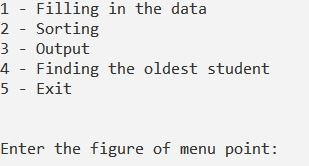 1 - Filling in the data
2 - Sorting
3 - Output
4 - Finding the oldest student
5 - Exit
Enter the figure of menu point: